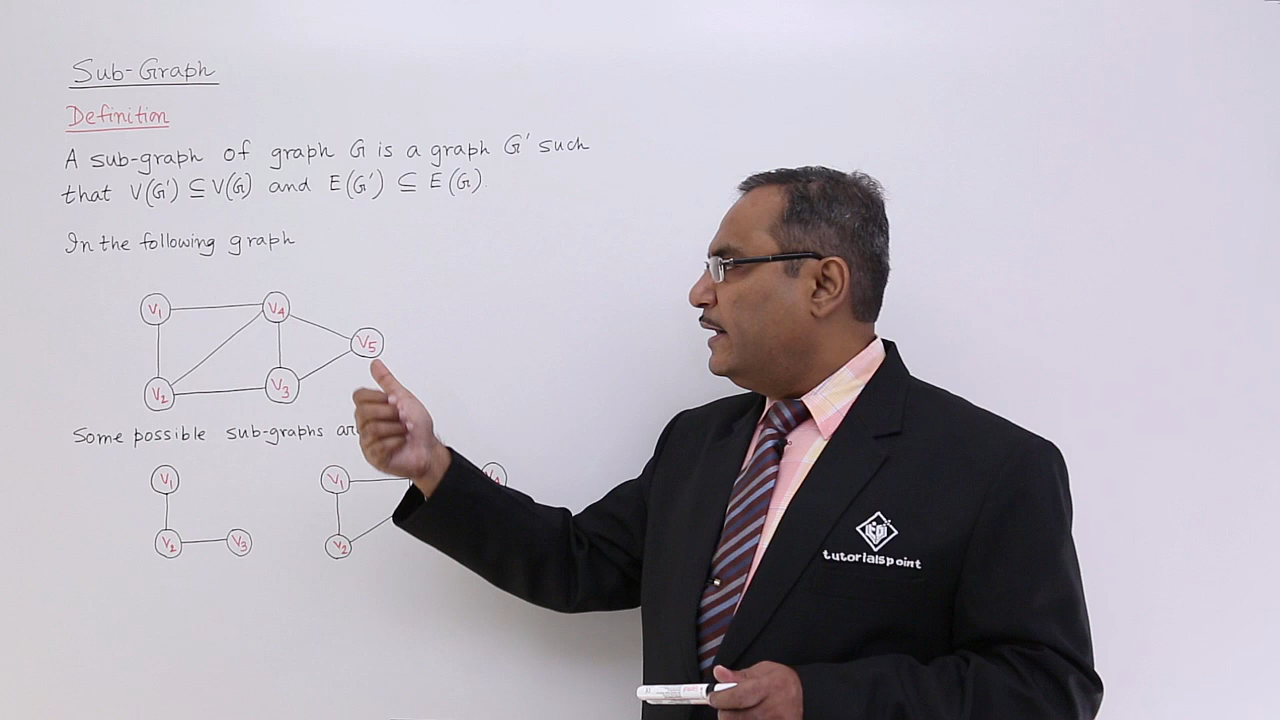 Sub-Graph
Definition
A sub-graph of graph G is a graph G' such
that V(G') ⊆ V(G) and E(G') ⊆ E(G).
In the following graph
V1 V4
V5
V2 V3
Some possible sub-graphs
V1 V1 V4
V2 V3 V2
tutorialspoint